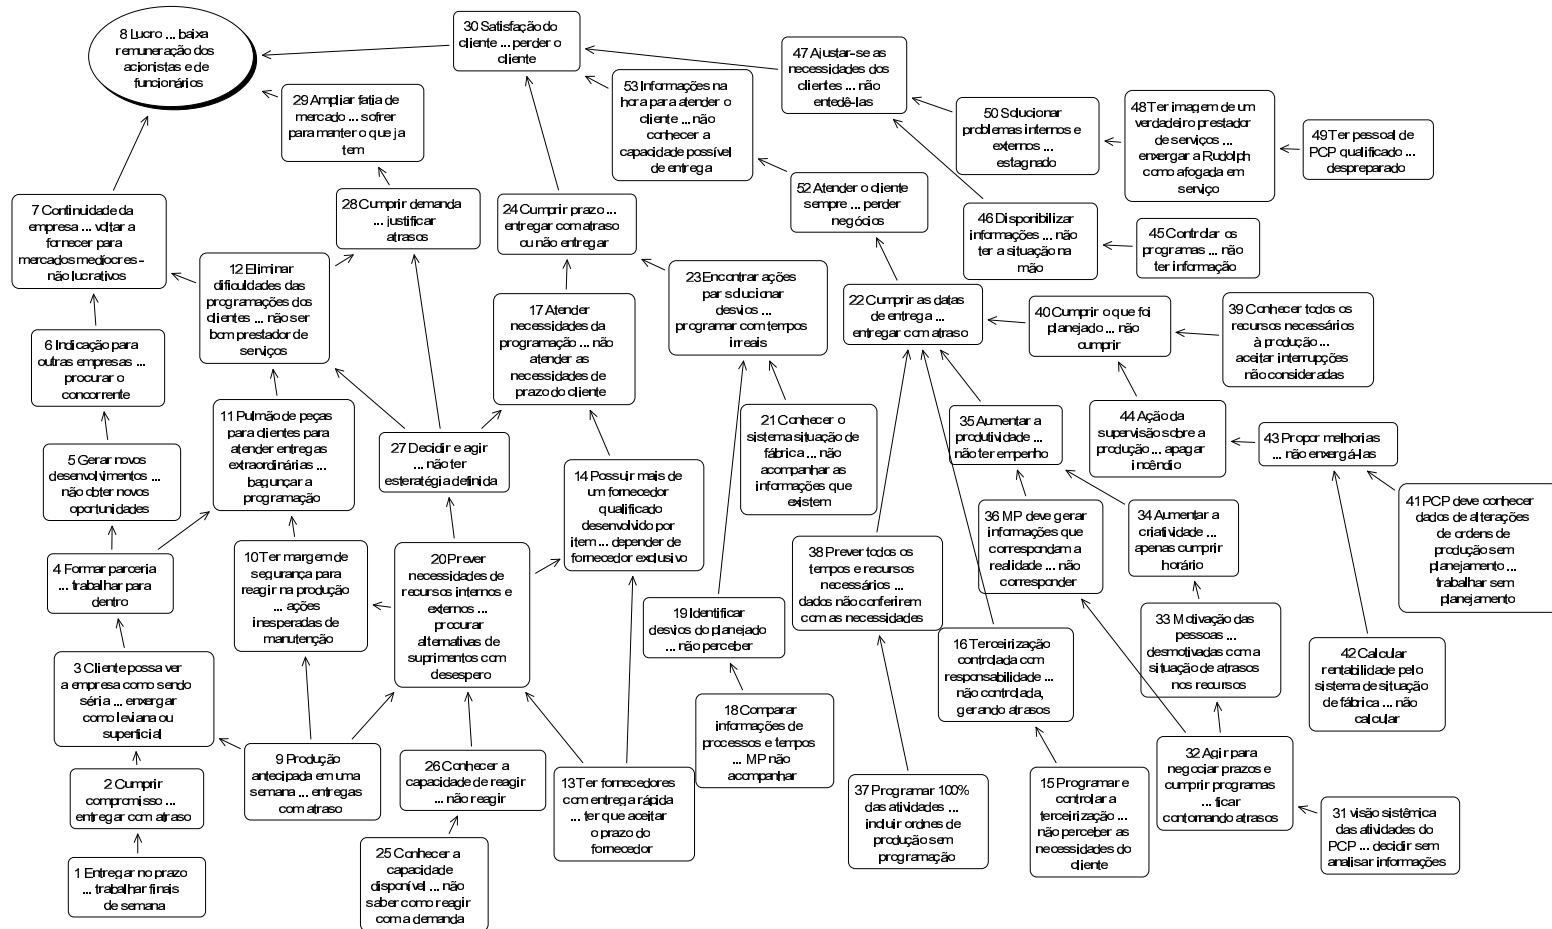 8 Lucro ... baixa
remuneração dos
acionistas e de
funcionários
30 Satisfação do
cliente ... perder o
cliente
47 Ajustar-se as
necessidades dos
clientes ... não
entedê-las
29 Ampliar fatia de
mercado ... sofrer
para manter o que ja
tem
53 Informações na
hora para atender o
cliente ... não
conhecer a
capacidade possível
de entrega
50 Solucionar
problemas internos e
externos ...
estagnado
48 Ter imagem de um
verdadeiro prestador
de serviços ...
enxergar a Rudolph
como afogada em
serviço
49 Ter pessoal de
PCP qualificado ...
despreparado
7 Continuidade da
empresa ... voltar a
fornecer para
mercados medíocres -
não lucrativos
28 Cumprir demanda
... justificar
atrasos
24 Cumprir prazo ...
entregar com atraso
ou não entregar
52 Atender o cliente
sempre ... perder
negócios
46 Disponibilizar
informações ... não
ter a situação na
mão
45 Controlar os
programas ... não
ter informação
12 Eliminar
dificuldades das
programações dos
clientes ... não ser
bom prestador de
serviços
17 Atender
necessidades da
programação ... não
atender as
necessidades de
prazo do cliente
23 Encontrar ações
par solucionar
desvios ...
programar com tempos
irreais
22 Cumprir as datas
de entrega ...
entregar com atraso
40 Cumprir o que foi
planejado ... não
cumprir
39 Conhecer todos os
recursos necessários
à produção ...
aceitar interrupções
não consideradas
6 Indicação para
outras empresas ...
procurar o
concorrente
11 Pulmão de peças
para clientes para
atender entregas
extraordinárias ...
bagunçar a
programação
27 Decidir e agir
... não ter
esteratégia definida
21 Conhecer o
sistema situação de
fábrica ... não
acompanhar as
informações que
existem
35 Aumentar a
produtividade ...
não ter empenho
44 Ação da
supervisão sobre a
produção ... apagar
incêndio
43 Propor melhorias
... não enxergá-las
5 Gerar novos
desenvolvimentos ...
não obter novos
oportunidades
14 Possuir mais de
um fornecedor
qualificado
desenvolvido por
item ... depender de
fornecedor exclusivo
36 MP deve gerar
informações que
correspondam a
realidade ... não
corresponder
34 Aumentar a
criatividade ...
apenas cumprir
horário
41 PCP deve conhecer
dados de alterações
de ordens de
produção sem
planejamento ...
trabalhar sem
planejamento
4 Formar parceria
... trabalhar para
dentro
10 Ter margem de
segurança para
reagir na produção
... ações
inesperadas de
manutenção
20 Prever
necessidades de
recursos internos e
externos ...
procurar
alternativas de
suprimentos com
desespero
38 Prever todos os
tempos e recursos
necessários ...
dados não conferirem
com as necessidades
19 Identificar
desvios do planejado
... não perceber
16 Terceirização
controlada com
responsabilidade ...
não controlada,
gerando atrasos
33 Motivação das
pessoas ...
desmotivadas com a
situação de atrasos
nos recursos
42 Calcular
rentabilidade pelo
sistema de situação
de fábrica ... não
calcular
3 Cliente possa ver
a empresa como sendo
séria ... enxergar
como leviana ou
superficial
18 Comparar
informações de
processos e tempos
... MP não
acompanhar
9 Produção
antecipada em uma
semana ... entregas
com atraso
26 Conhecer a
capacidade de reagir
... não reagir
32 Agir para
negociar prazos e
cumprir programas
... ficar
contornando atrasos
2 Cumprir
compromisso ...
entregar com atraso
13 Ter fornecedores
com entrega rápida
... ter que aceitar
o prazo do
fornecedor
37 Programar 100%
das atividades ...
incluir ordnes de
produção sem
programação
15 Programar e
controlar a
terceirização ...
não perceber as
necessidades do
cliente
31 visão sistêmica
das atividades do
PCP ... decidir sem
analisar informações
1 Entregar no prazo
... trabalhar finais
de semana
25 Conhecer a
capacidade
disponível ... não
saber como reagir
com a demanda